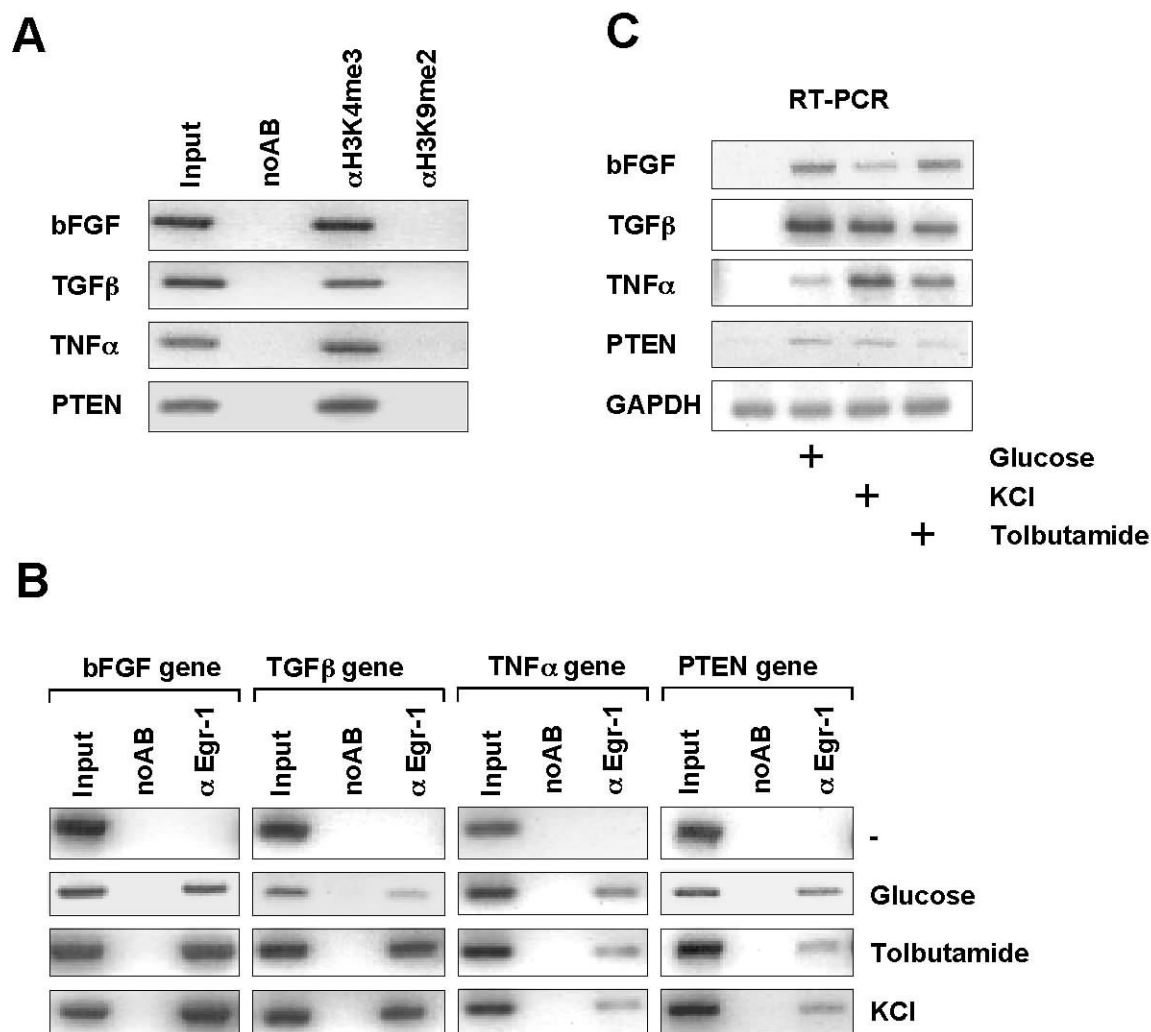 A
Input
noAB
αH3K4me3
αH3K9me2
bFGF
TGFβ
TNFα
PTEN
C
RT-PCR
bFGF
TGFβ
TNFα
PTEN
GAPDH
+ Glucose
+ KCl
+ Tolbutamide
B
bFGF gene TGFβ gene TNFα gene PTEN gene
Input noAB α Egr-1 Input noAB α Egr-1 Input noAB α Egr-1 Input noAB α Egr-1
-
Glucose
Tolbutamide
KCl